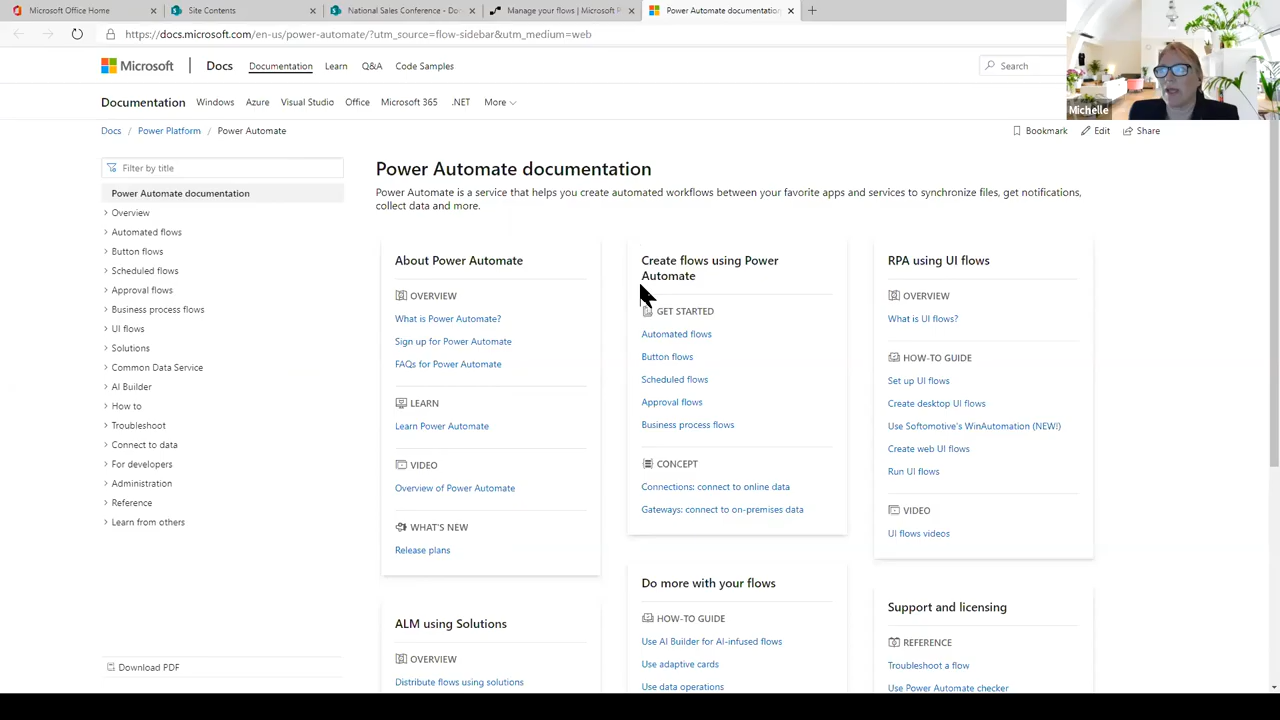 Microsoft Office Home
Site Contents
National Sales Conference - Do
Manage your flows | Microsoft P
Power Automate documentation
https://docs.microsoft.com/en-us/power-automate/?utm_source=flow-sidebar&utm_medium=web
Microsoft
Docs
Documentation
Learn
Q&A
Code Samples
Search
Michelle
Documentation
Windows
Azure
Visual Studio
Office
Microsoft 365
.NET
More
Docs / Power Platform / Power Automate
Bookmark
Edit
Share
Filter by title
Power Automate documentation
Overview
Automated flows
Button flows
Scheduled flows
Approval flows
Business process flows
UI flows
Solutions
Common Data Service
AI Builder
How to
Troubleshoot
Connect to data
For developers
Administration
Reference
Learn from others
Download PDF
Power Automate documentation
Power Automate is a service that helps you create automated workflows between your favorite apps and services to synchronize files, get notifications,
collect data and more.
About Power Automate
OVERVIEW
What is Power Automate?
Sign up for Power Automate
FAQs for Power Automate
LEARN
Learn Power Automate
VIDEO
Overview of Power Automate
WHAT'S NEW
Release plans
ALM using Solutions
OVERVIEW
Distribute flows using solutions
Create flows using Power
Automate
GET STARTED
Automated flows
Button flows
Scheduled flows
Approval flows
Business process flows
CONCEPT
Connections: connect to online data
Gateways: connect to on-premises data
Do more with your flows
HOW-TO GUIDE
Use AI Builder for AI-infused flows
Use adaptive cards
Use data operations
RPA using UI flows
OVERVIEW
What is UI flows?
HOW-TO GUIDE
Set up UI flows
Create desktop UI flows
Use Softomotive's WinAutomation (NEW!)
Create web UI flows
Run UI flows
VIDEO
UI flows videos
Support and licensing
REFERENCE
Troubleshoot a flow
Use Power Automate checker